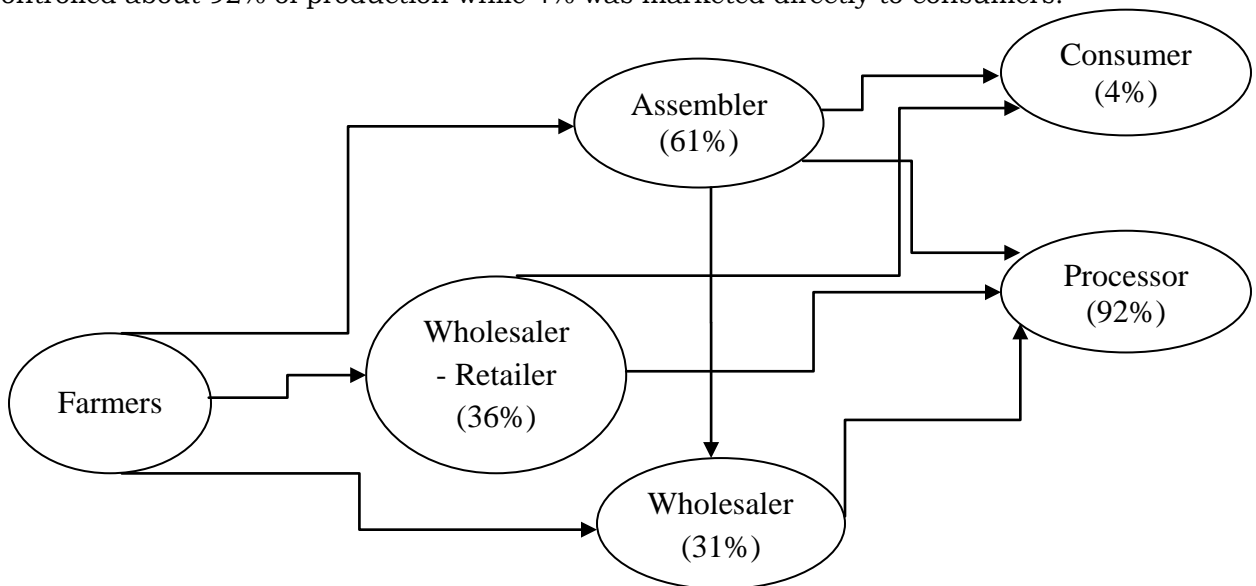 ontrolled about 92% of production while 4% was marketed directly to consumers.
Consumer
(4%)
Assembler
(61%)
Processor
(92%)
Wholesaler
- Retailer
(36%)
Farmers
Wholesaler
(31%)